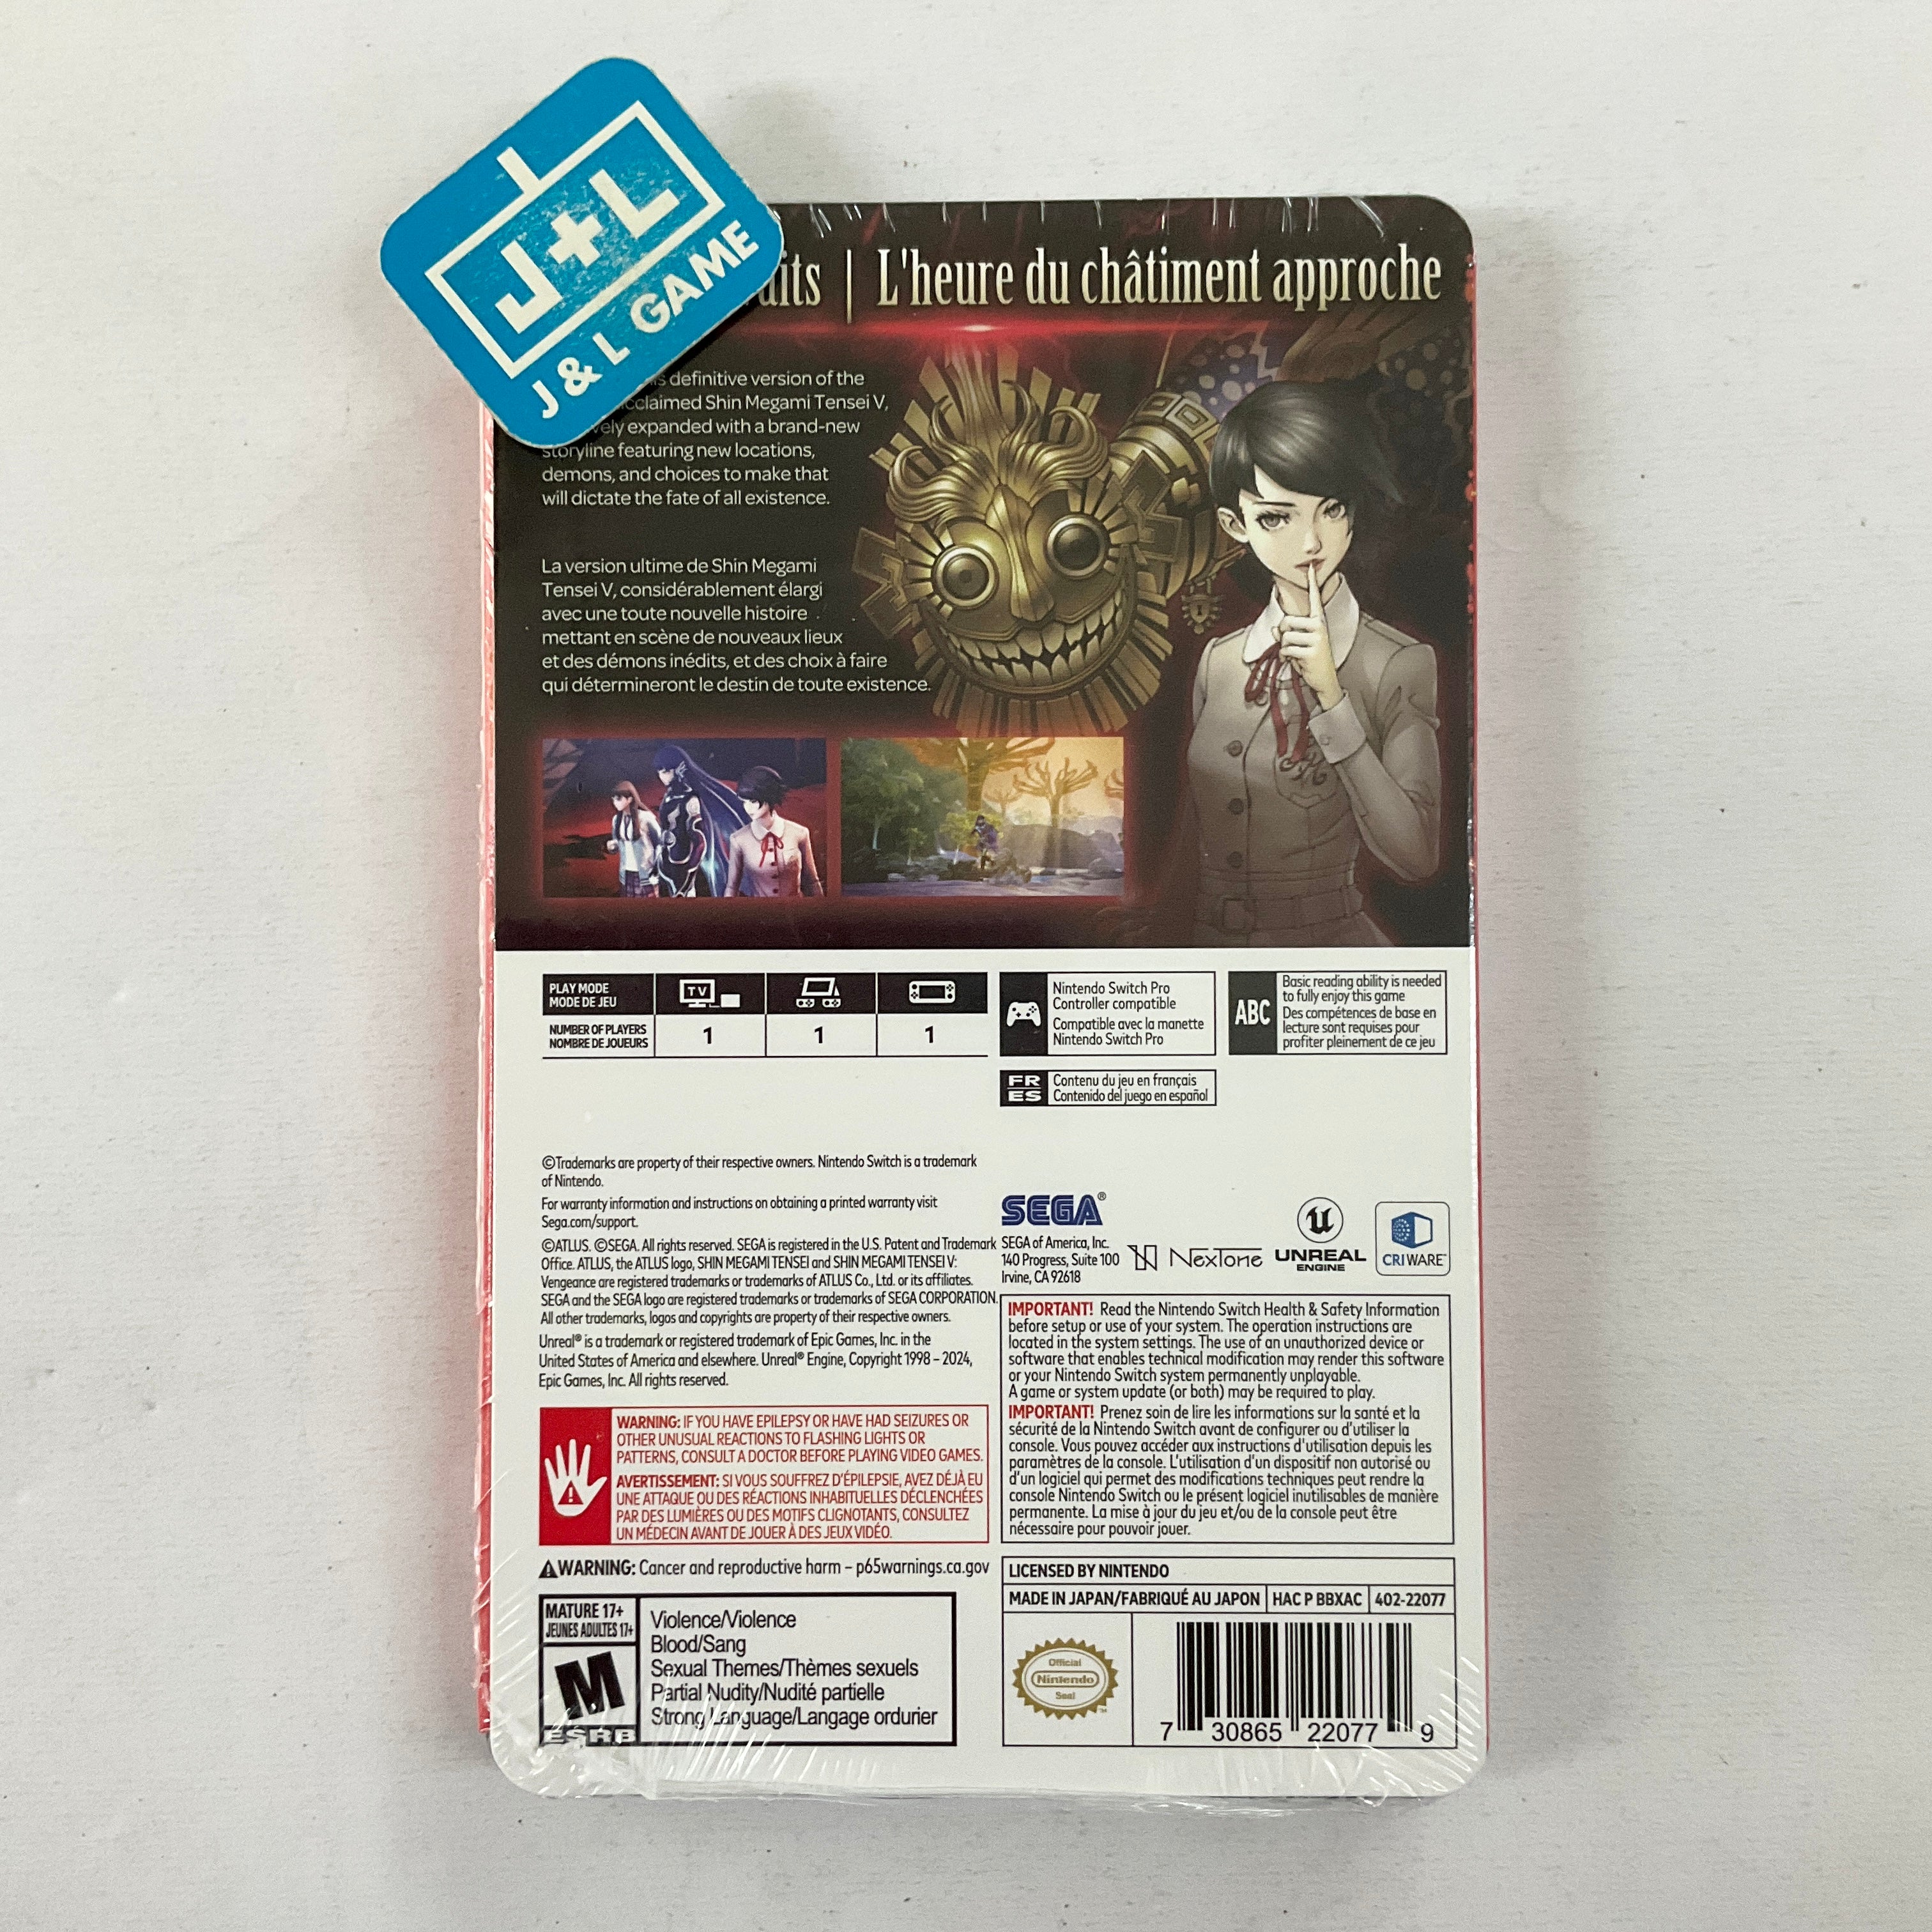 J+L
J & L GAME
L'heure du châtiment approche
definitive version of the
Shin Megami Tensei V,
expanded with a brand-new
storyline featuring new locations,
demons, and choices to make that
will dictate the fate of all existence.
La version ultime de Shin Megami
Tensei V, considérablement élargi
avec une toute nouvelle histoire
mettant en scène de nouveaux lieux
et des démons inédits, et des choix à faire
qui détermineront le destin de toute existence.
PLAY MODE
MODE DE JEU
TV
NUMBER OF PLAYERS
NOMBRE DE JOUEURS
1 1 1
Nintendo Switch Pro
Controller compatible
Compatible avec la manette
Nintendo Switch Pro
ABC
Basic reading ability is needed
to fully enjoy this game
Des compétences de base en
lecture sont requises pour
profiter pleinement de ce jeu
FR
ES
Contenu du jeu en français
Contenido del juego en español
©Trademarks are property of their respective owners. Nintendo Switch is a trademark
of Nintendo.
For warranty information and instructions on obtaining a printed warranty visit
Sega.com/support.
©ATLUS. ©SEGA. All rights reserved. SEGA is registered in the U.S. Patent and Trademark
Office. ATLUS, the ATLUS logo, SHIN MEGAMI TENSEI and SHIN MEGAMI TENSEI V:
Vengeance are registered trademarks or trademarks of ATLUS Co., Ltd. or its affiliates.
SEGA and the SEGA logo are registered trademarks or trademarks of SEGA CORPORATION.
All other trademarks, logos and copyrights are property of their respective owners.
Unreal® is a trademark or registered trademark of Epic Games, Inc. in the
United States of America and elsewhere. Unreal® Engine, Copyright 1998 – 2024,
Epic Games, Inc. All rights reserved.
SEGA®
SEGA of America, Inc.
140 Progress, Suite 100
Irvine, CA 92618
NexTone
UNREAL
ENGINE
CRIWARE
WARNING: IF YOU HAVE EPILEPSY OR HAVE HAD SEIZURES OR
OTHER UNUSUAL REACTIONS TO FLASHING LIGHTS OR
PATTERNS, CONSULT A DOCTOR BEFORE PLAYING VIDEO GAMES.
AVERTISSEMENT: SI VOUS SOUFFREZ D'ÉPILEPSIE, AVEZ DÉJÀ EU
UNE ATTAQUE OU DES RÉACTIONS INHABITUELLES DÉCLENCHÉES
PAR DES LUMIÈRES OU DES MOTIFS CLIGNOTANTS, CONSULTEZ
UN MÉDECIN AVANT DE JOUER À DES JEUX VIDÉO.
IMPORTANT! Read the Nintendo Switch Health & Safety Information
before setup or use of your system. The operation instructions are
located in the system settings. The use of an unauthorized device or
software that enables technical modification may render this software
or your Nintendo Switch system permanently unplayable.
A game or system update (or both) may be required to play.
IMPORTANT! Prenez soin de lire les informations sur la santé et la
sécurité de la Nintendo Switch avant de configurer ou d'utiliser la
console. Vous pouvez accéder aux instructions d'utilisation depuis les
paramètres de la console. L'utilisation d'un dispositif non autorisé ou
d'un logiciel qui permet des modifications techniques peut rendre la
console Nintendo Switch ou le présent logiciel inutilisables de manière
permanente. La mise à jour du jeu et/ou de la console peut être
nécessaire pour pouvoir jouer.
WARNING: Cancer and reproductive harm – p65warnings.ca.gov
MATURE 17+
JEUNES ADULTES 17+
M
ESRB
Violence/Violence
Blood/Sang
Sexual Themes/Thèmes sexuels
Partial Nudity/Nudité partielle
Strong Language/Langage ordurier
LICENSED BY NINTENDO
MADE IN JAPAN/FABRIQUÉ AU JAPON HAC P BBXAC 402-22077
Official
Nintendo
Seal
TM
7 30865 22077 9